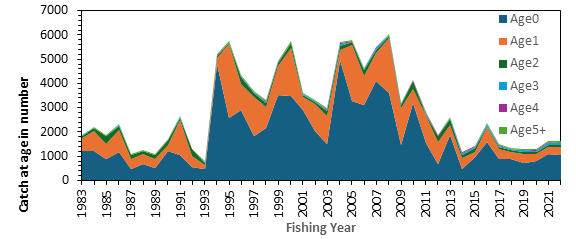 7000
6000
5000
4000
3000
2000
1000
0
Catch at age in number
Age0
Age1
Age2
Age3
Age4
Age5+
1983 1985 1987 1989 1991 1993 1995 1997 1999 2001 2003 2005 2007 2009 2011 2013 2015 2017 2019 2021
Fishing Year